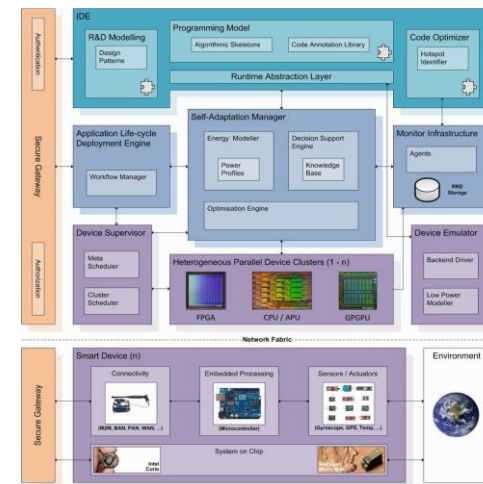 IDE
R&D Modelling
Design
Patterns
Programming Model
Algorithmic Skeletons
Code Annotation Library
Code Optimizer
Hotspot
Identifier
Runtime Abstraction Layer
Authentication
Secure Gateway
Authorization
Application Life-cycle
Deployment Engine
Workflow Manager
Self-Adaptation Manager
Energy Modeller
Power
Profiles
Decision Support
Engine
Knowledge
Base
Optimisation Engine
Monitor Infrastructure
Agents
RRD
Storage
Device Supervisor
Meta
Scheduler
Cluster
Scheduler
Heterogeneous Parallel Device Clusters (1 - n)
FPGA
CPU / APU
GPGPU
Device Emulator
Backend Driver
Low Power
Modeller
Network Fabric
Secure Gateway
Smart Device (n)
Connectivity
(M2M, BAN, PAN, WAN, ...)
Embedded Processing
(Microcontroller)
Sensors / Actuators
(Gyroscope, GPS, Temp, ...)
System on Chip
Intel
Curie
Environment